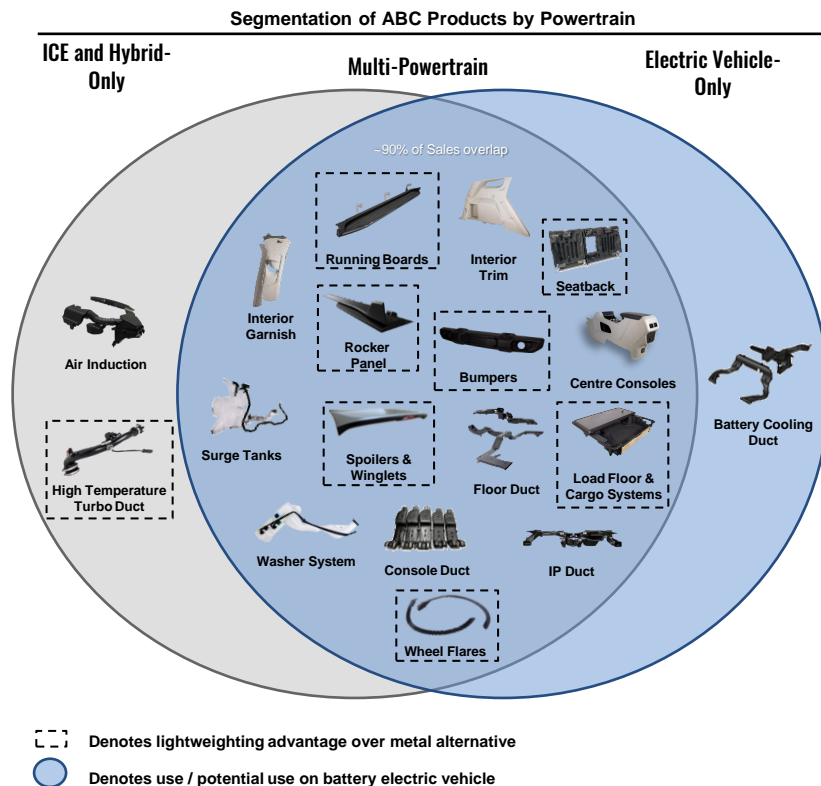 Segmentation of ABC Products by Powertrain
ICE and Hybrid-
Only
Multi-Powertrain
Electric Vehicle-
Only
~90% of Sales overlap
Running Boards
Interior
Trim
Seatback
Interior
Garnish
Rocker
Panel
Bumpers
Centre Consoles
Air Induction
Battery Cooling
Duct
Surge Tanks
Spoilers &
Winglets
Floor Duct
Load Floor &
Cargo Systems
High Temperature
Turbo Duct
Washer System
Console Duct
IP Duct
Wheel Flares
Denotes lightweighting advantage over metal alternative
Denotes use / potential use on battery electric vehicle